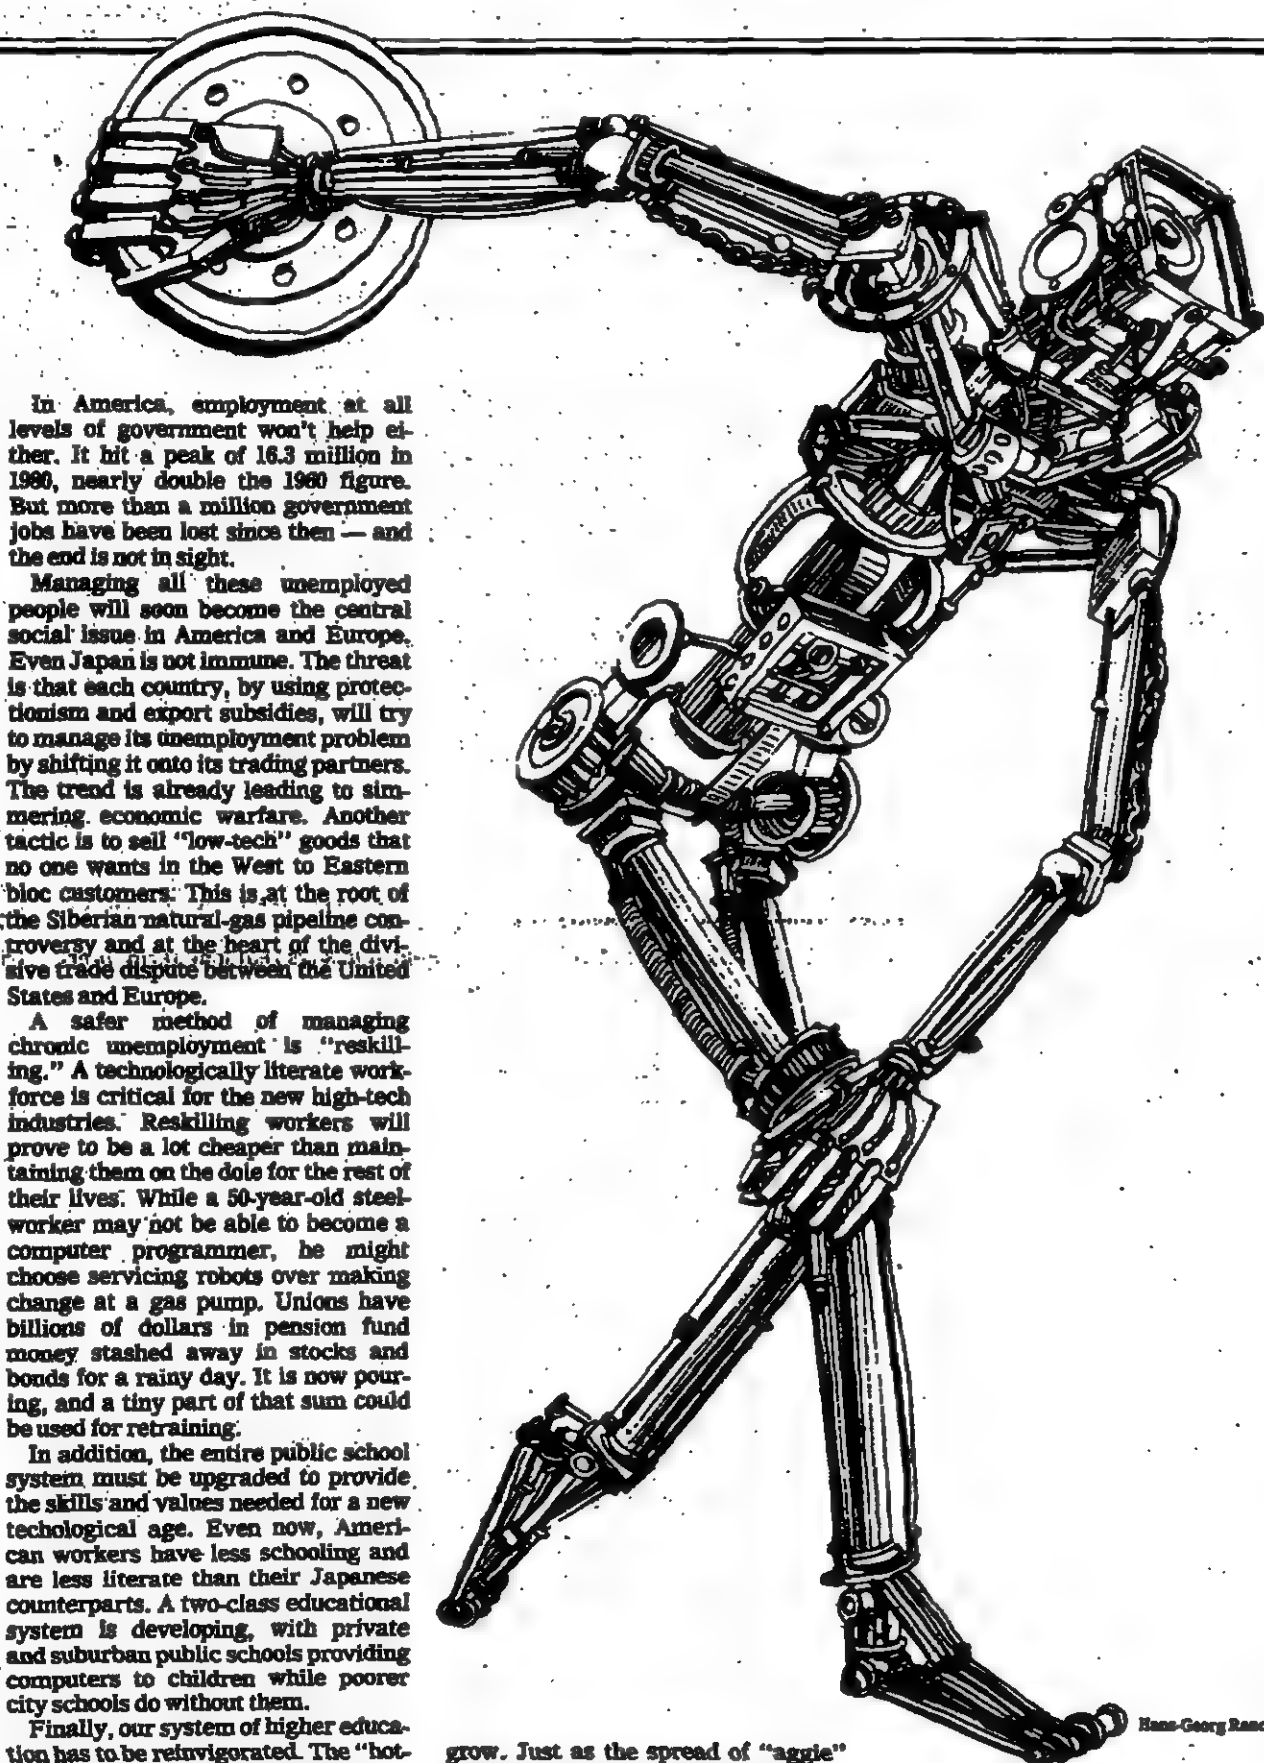 In America, employment at all
levels of government won't help ei-
ther. It hit a peak of 16.3 million in
1980, nearly double the 1960 figure.
But more than a million government
jobs have been lost since then — and
the end is not in sight.
Managing all these unemployed
people will soon become the central
social issue in America and Europe.
Even Japan is not immune. The threat
is that each country, by using protec-
tionism and export subsidies, will try
to manage its unemployment problem
by shifting it onto its trading partners.
The trend is already leading to sim-
mering economic warfare. Another
tactic is to sell "low-tech" goods that
no one wants in the West to Eastern
bloc customers. This is at the root of
the Siberian natural-gas pipeline con-
troversy and at the heart of the divi-
sive trade dispute between the United
States and Europe.
A safer method of managing
chronic unemployment is "reskill-
ing." A technologically literate work-
force is critical for the new high-tech
industries. Reskilling workers will
prove to be a lot cheaper than main-
taining them on the dole for the rest of
their lives. While a 50-year-old steel-
worker may not be able to become a
computer programmer, he might
choose servicing robots over making
change at a gas pump. Unions have
billions of dollars in pension fund
money stashed away in stocks and
bonds for a rainy day. It is now pour-
ing, and a tiny part of that sum could
be used for retraining.
In addition, the entire public school
system must be upgraded to provide
the skills and values needed for a new
techological age. Even now, Ameri-
can workers have less schooling and
are less literate than their Japanese
counterparts. A two-class educational
system is developing, with private
and suburban public schools providing
computers to children while poorer
city schools do without them.
Finally, our system of higher educa-
tion has to be reinvigorated. The "hot-
grow. Just as the spread of "aggie"
Hans-Georg